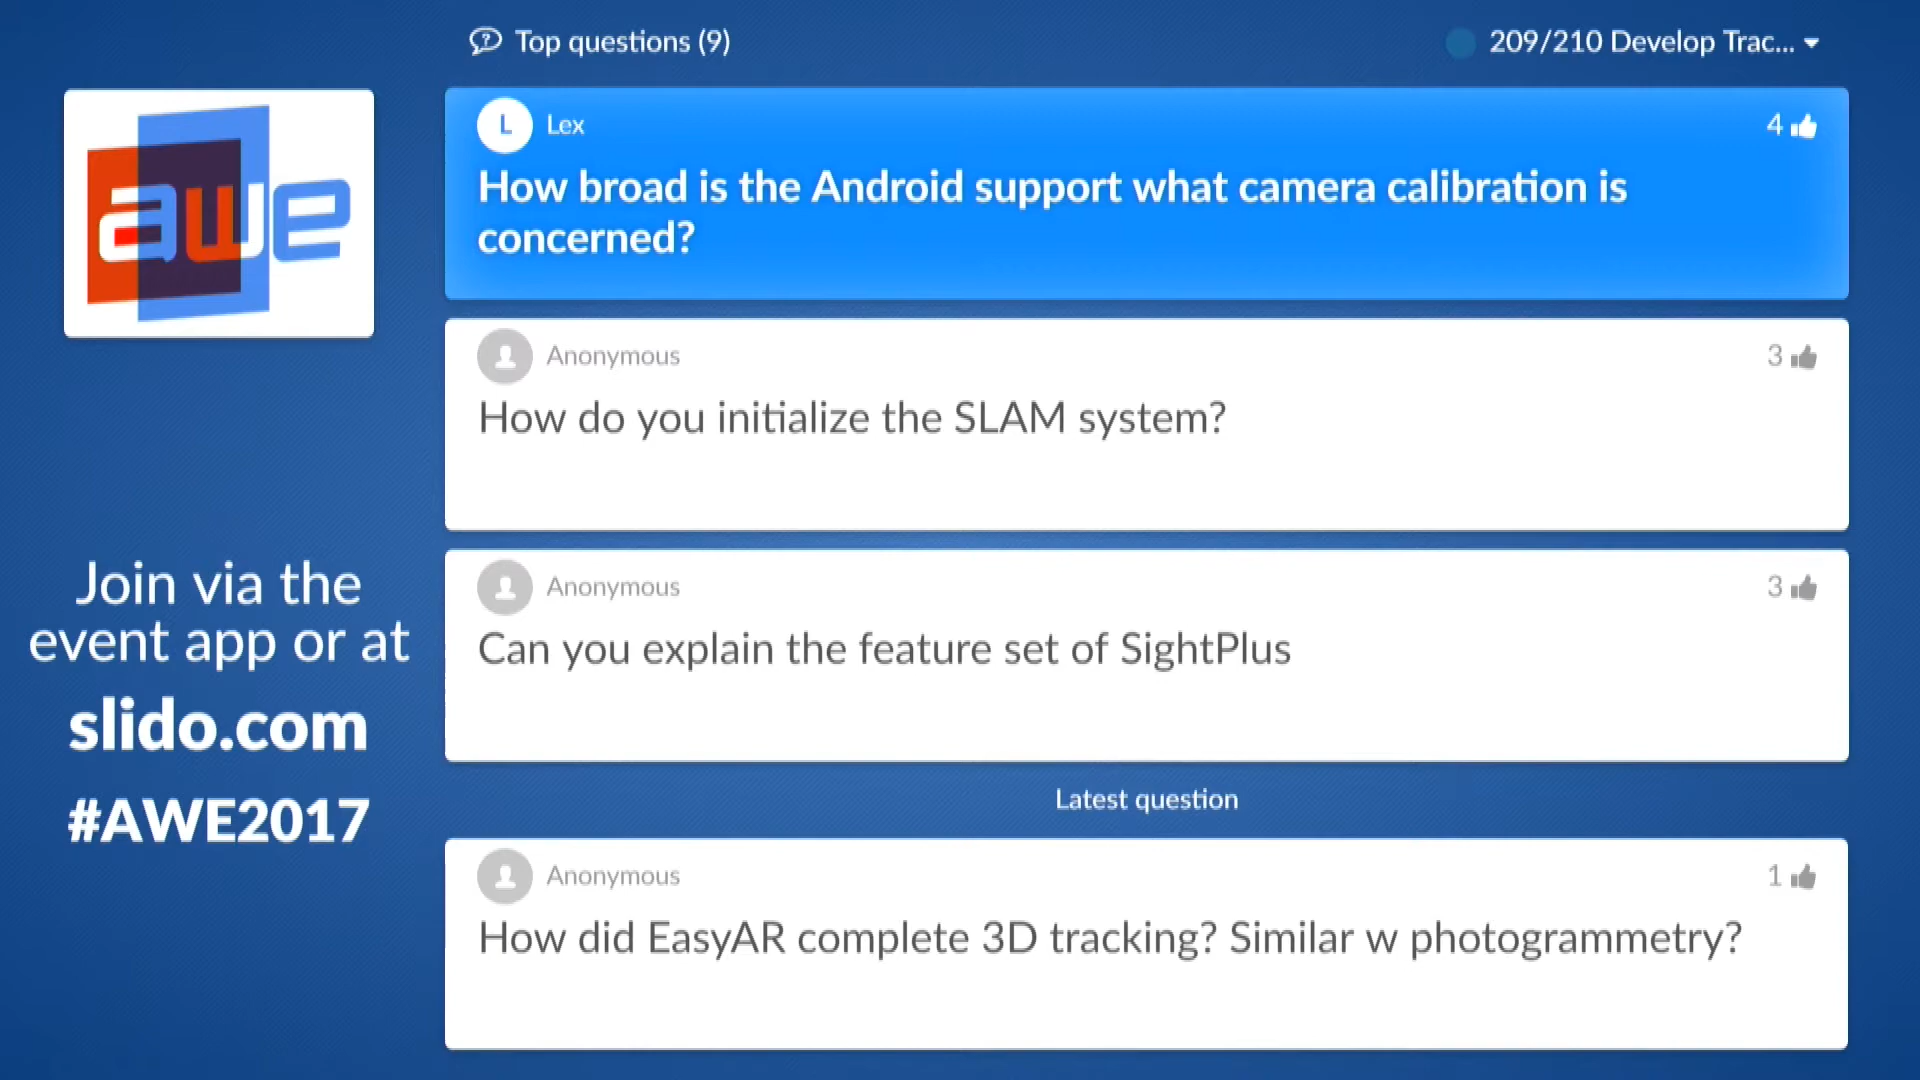 Top questions (9)
209/210 Develop Trac...
awe
L Lex
4
How broad is the Android support what camera calibration is
concerned?
Anonymous
3
How do you initialize the SLAM system?
Anonymous
3
Can you explain the feature set of SightPlus
Join via the
event app or at
slido.com
#AWE2017
Latest question
Anonymous
1
How did EasyAR complete 3D tracking? Similar w photogrammetry?